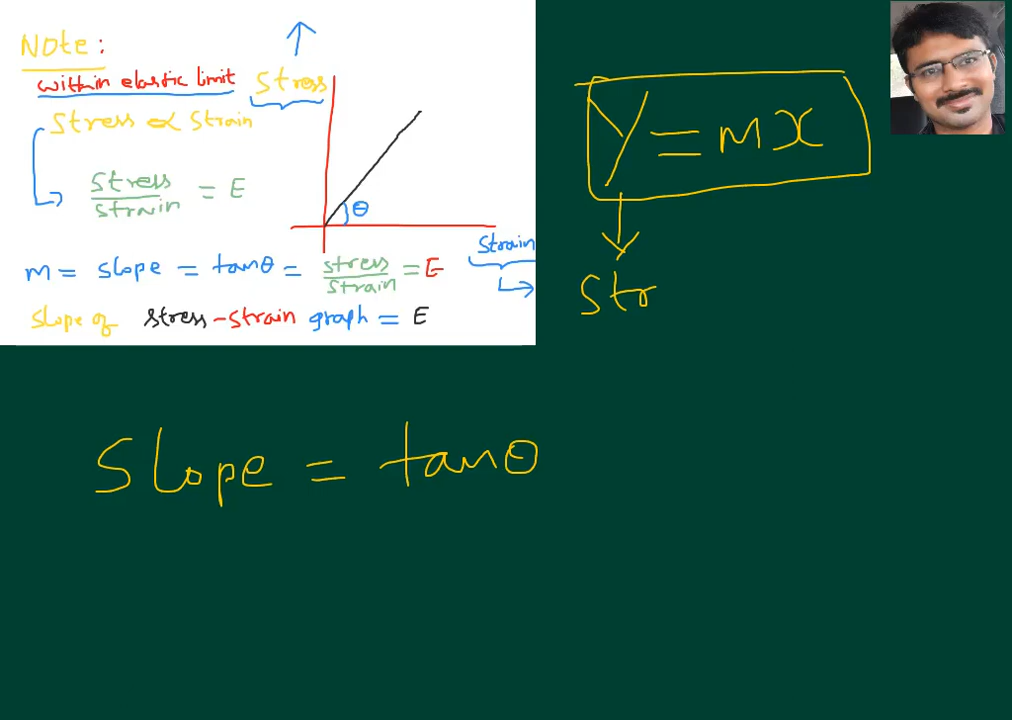 Note:
within elastic limit
Stress ∝ Strain
Stress
stress/strain = E
θ
Strain
m = slope = tanθ = stress/strain = E
slope of stress-strain graph = E
Y = mx
Str
Slope = tanθ